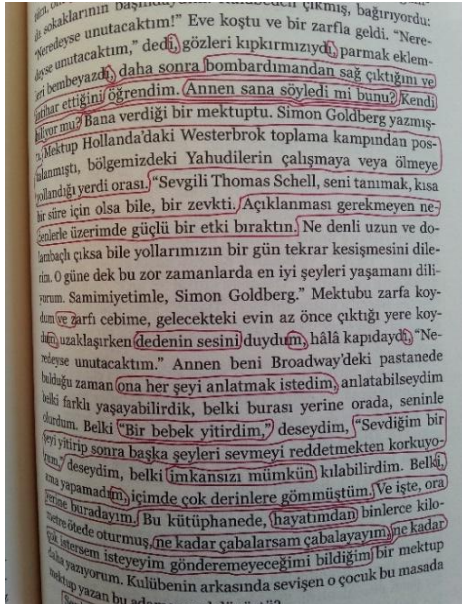 da sokaklarının başında
çıkmış, bağırıyordu:
"Neredeyse unutacaktım!" Eve koştu ve bir zarfla geldi. "Nere-
deyse unutacaktım," dedi, gözleri kıpkırmızıydı, parmak eklem-
leri bembeyazdı, daha sonra bombardımandan sağ çıktığını ve
intihar ettiğini öğrendim. Annen sana söyledi mi bunu? Kendi
biliyor mu? Bana verdiği bir mektuptu. Simon Goldberg yazmış-
tı. Mektup Hollanda'daki Westerbrok toplama kampından pos-
talanmıştı, bölgemizdeki Yahudilerin çalışmaya veya ölmeye
yollandığı yerdi orası. "Sevgili Thomas Schell, seni tanımak, kısa
bir süre için olsa bile, bir zevkti. Açıklanması gerekmeyen ne-
denlerle üzerimde güçlü bir etki bıraktın. Ne denli uzun ve do-
lambaçlı çıksa bile yollarımızın bir gün tekrar kesişmesini dile-
rim. O güne dek bu zor zamanlarda en iyi şeyleri yaşamanı dili-
yorum. Samimiyetimle, Simon Goldberg." Mektubu zarfa koy-
dum ve zarfı cebime, gelecekteki evin az önce çıktığı yere koy-
dum, uzaklaşırken dedenin sesini duydum, hâlâ kapıdaydı, "Ne-
redeyse unutacaktım." Annen beni Broadway'deki pastanede
bulduğu zaman ona her şeyi anlatmak istedim, anlatabilseydim
belki farklı yaşayabilirdik, belki burası yerine orada, seninle
olurdum. Belki "Bir bebek yitirdim," deseydim, "Sevdiğim bir
şeyi yitirip sonra başka şeyleri sevmeyi reddetmekten korkuyo-
rum," deseydim, belki imkansızı mümkün kılabilirdim. Belki,
ama yapamadım, içimde çok derinlere gömmüştüm. Ve işte, ora
yerine buradayım. Bu kütüphanede, hayatımdan binlerce kilo-
metre ötede oturmuş, ne kadar çabalarsam çabalayayım, ne kadar
çok istersem isteyeyim gönderemeyeceğimi bildiğim bir mektup
daha yazıyorum. Kulübenin arkasında sevişen o çocuk bu masada
mektup yazan bu